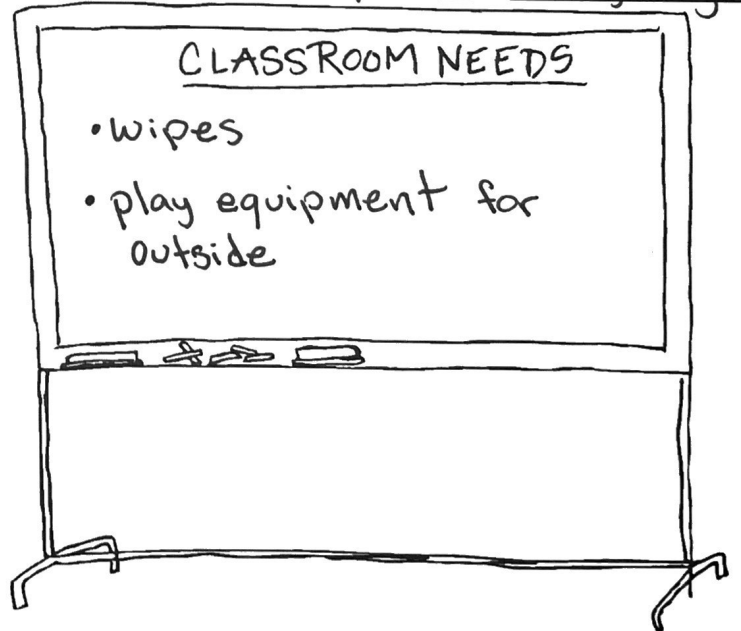 CLASSROOM NEEDS
• wipes
• play equipment for
outside